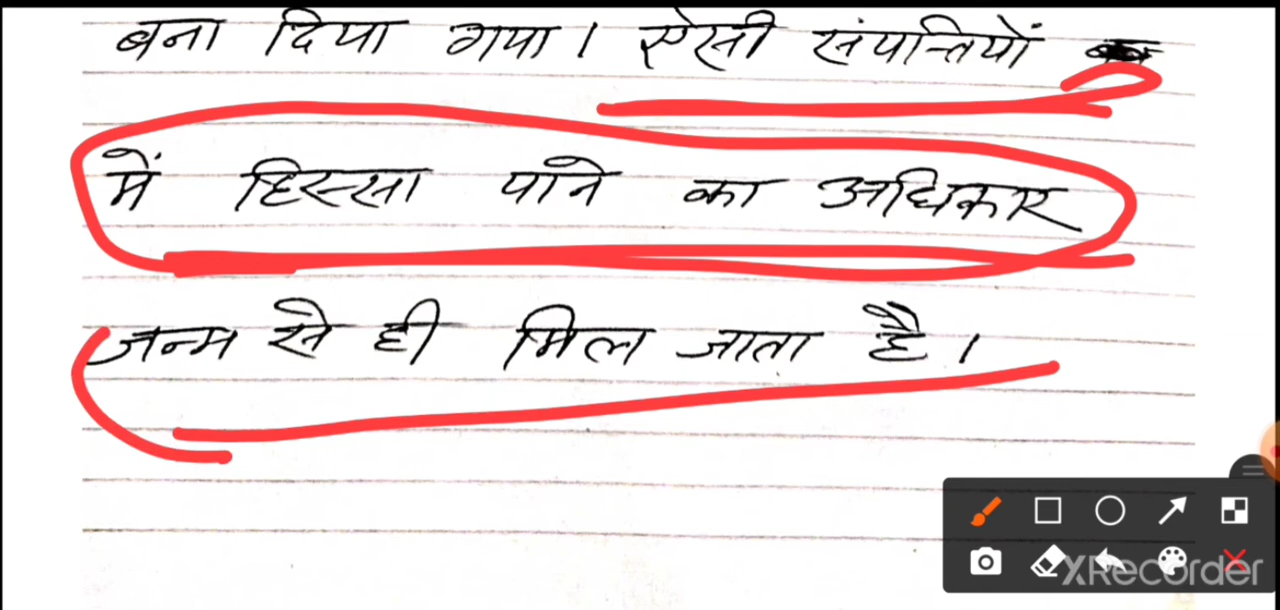 बना दिया गया। ऐसी संपत्तियों
में हिस्सा पाने का अधिकार
जन्म से ही मिल जाता है।
XRecorder